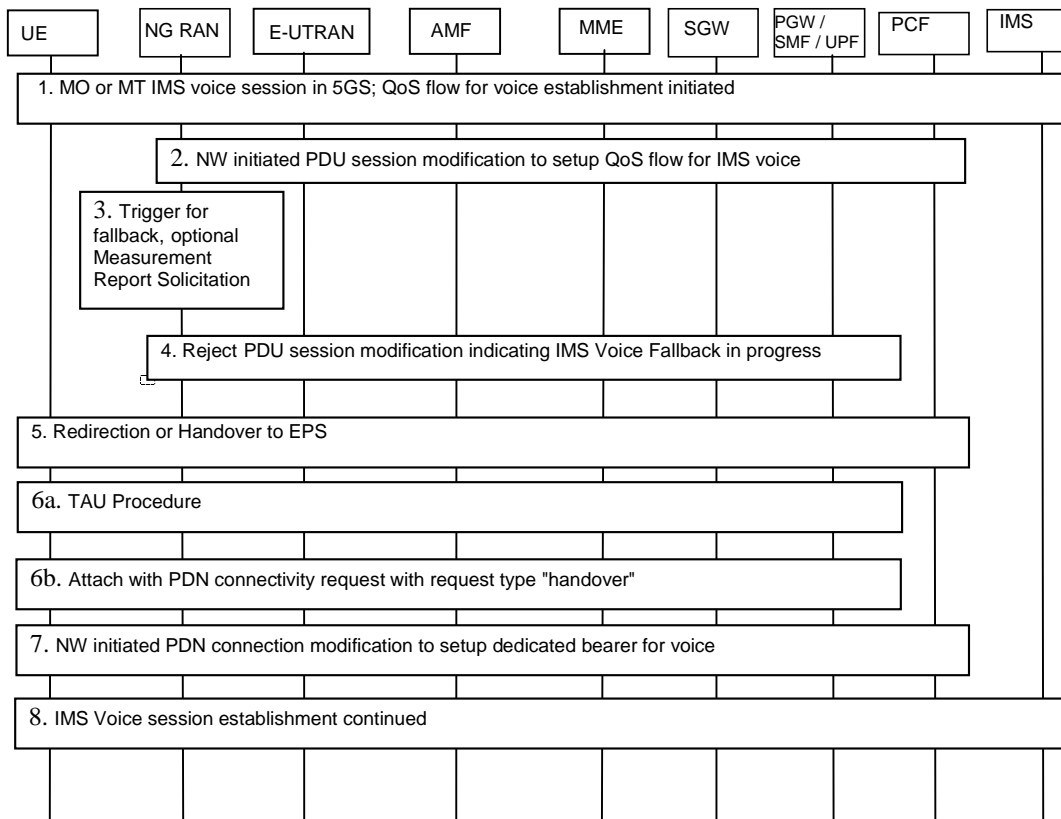 UE
NG RAN
E-UTRAN
AMF
MME
SGW
PGW /
SMF / UPF
PCF
IMS
1. MO or MT IMS voice session in 5GS; QoS flow for voice establishment initiated
2. NW initiated PDU session modification to setup QoS flow for IMS voice
3. Trigger for
fallback, optional
Measurement
Report Solicitation
4. Reject PDU session modification indicating IMS Voice Fallback in progress
5. Redirection or Handover to EPS
6a. TAU Procedure
6b. Attach with PDN connectivity request with request type "handover"
7. NW initiated PDN connection modification to setup dedicated bearer for voice
8. IMS Voice session establishment continued